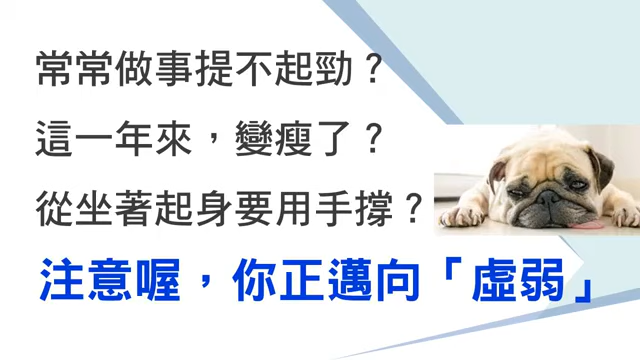 常常做事提不起勁？
這一年來，變瘦了？
從坐著起身要用手撐？
注意喔，你正邁向「虛弱」